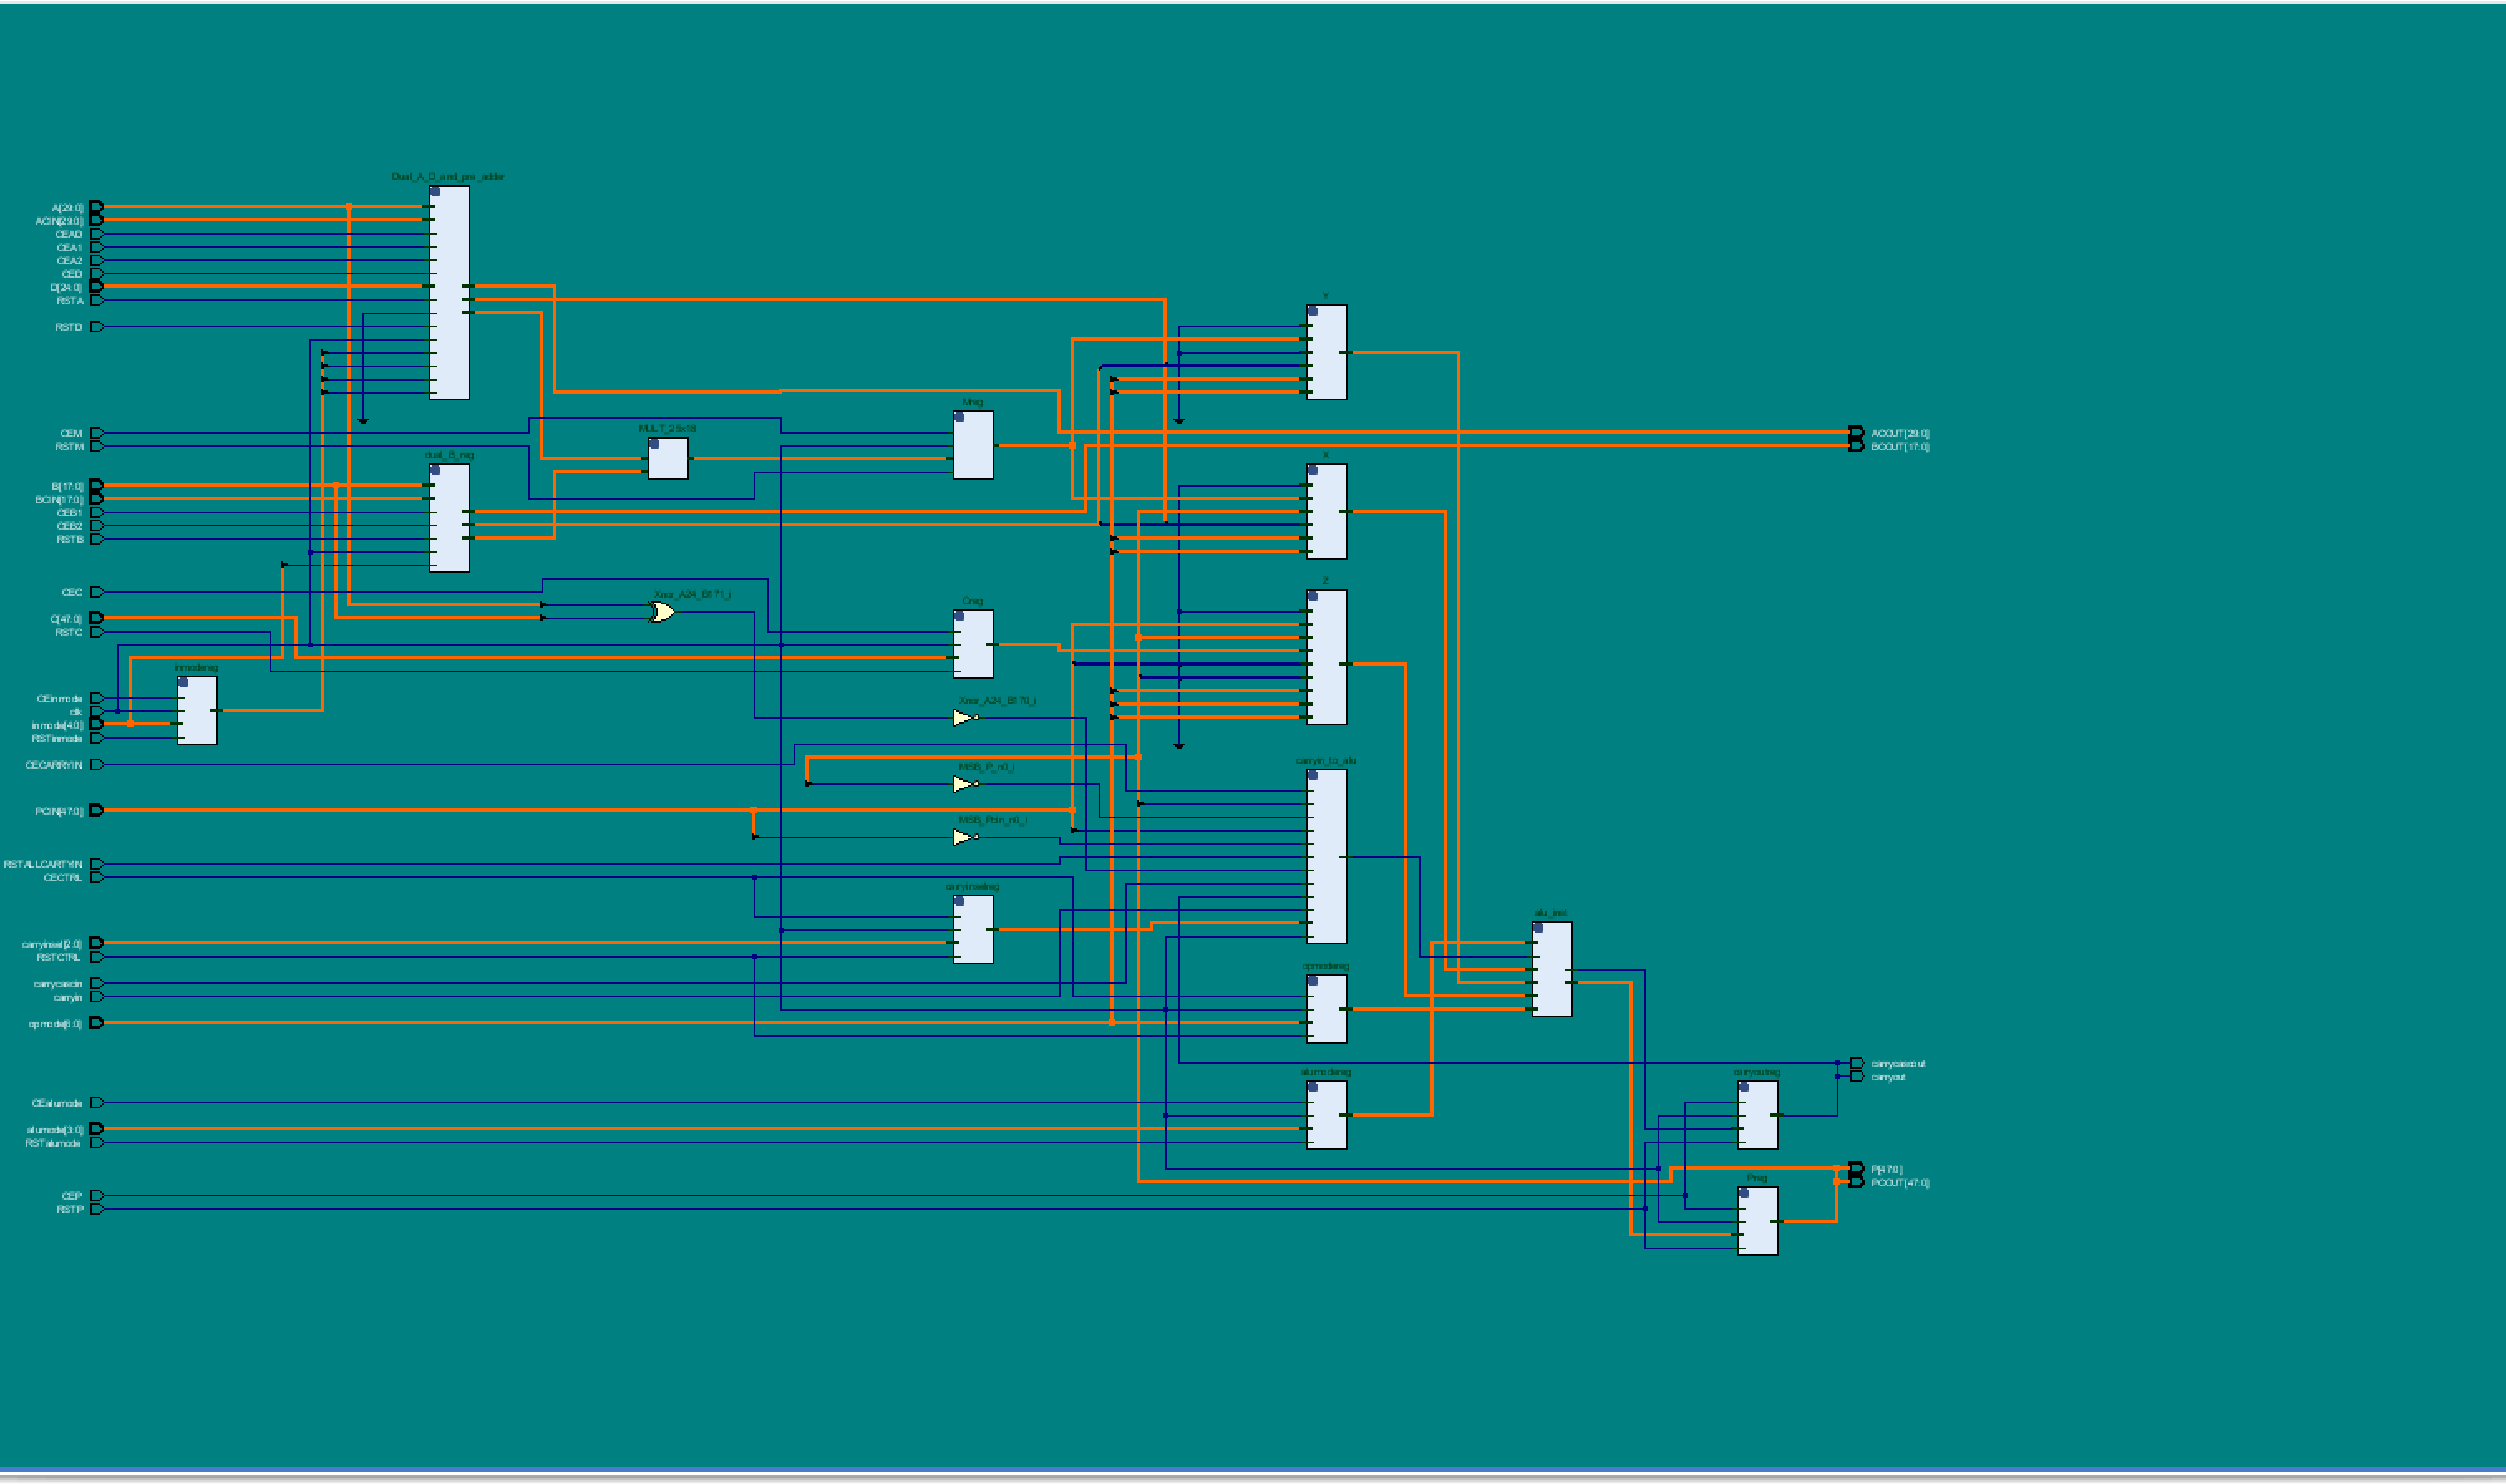 Dual_A_D_and_pre_adder
A[29:0]
ACIN[29:0]
CEAD
CEA1
CEA2
CED
D[24:0]
RSTA
RSTD
Y
CEM
RSTM
MULT_25x18
Mreg
ACOUT[29:0]
BCOUT[17:0]
dual_B_reg
X
B[17:0]
BCIN[17:0]
CEB1
CEB2
RSTB
Z
CEC
Xnor_A24_B171_i
Creg
C[47:0]
RSTC
inmodereg
CEinmode
clk
inmode[4:0]
RSTinmode
Xnor_A24_B170_i
CECARRYIN
MSB_P_n0_i
carryin_to_alu
PCIN[47:0]
MSB_Pcin_n0_i
RSTALLCARTYIN
CECTRL
carryinselreg
carryinsel[2:0]
RSTCTRL
alu_inst
carrycascin
carryin
opmodereg
opmode[6:0]
carrycascout
carryout
alumodereg
carryoutreg
CEalumode
alumode[3:0]
RSTalumode
P[47:0]
PCOUT[47:0]
Preg
CEP
RSTP